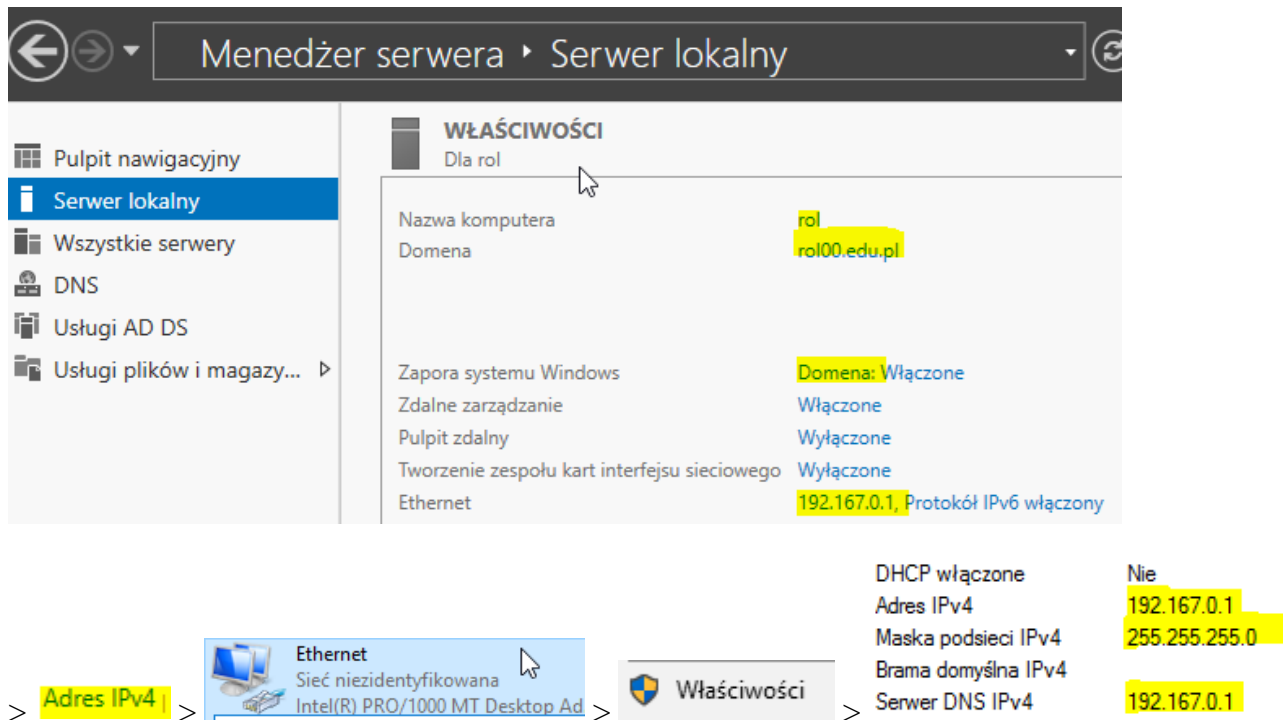 Menedżer serwera ‣ Serwer lokalny
Pulpit nawigacyjny
Serwer lokalny
Wszystkie serwery
DNS
Usługi AD DS
Usługi plików i magazy...
WŁAŚCIWOŚCI
Dla rol
Nazwa komputera rol
Domena rol00.edu.pl
Zapora systemu Windows Domena: Włączone
Zdalne zarządzanie Włączone
Pulpit zdalny Wyłączone
Tworzenie zespołu kart interfejsu sieciowego Wyłączone
Ethernet 192.167.0.1, Protokół IPv6 włączony
> Adres IPv4 >
Ethernet
Sieć niezidentyfikowana
Intel(R) PRO/1000 MT Desktop Ad
> Właściwości >
DHCP włączone Nie
Adres IPv4 192.167.0.1
Maska podsieci IPv4 255.255.255.0
Brama domyślna IPv4
Serwer DNS IPv4 192.167.0.1